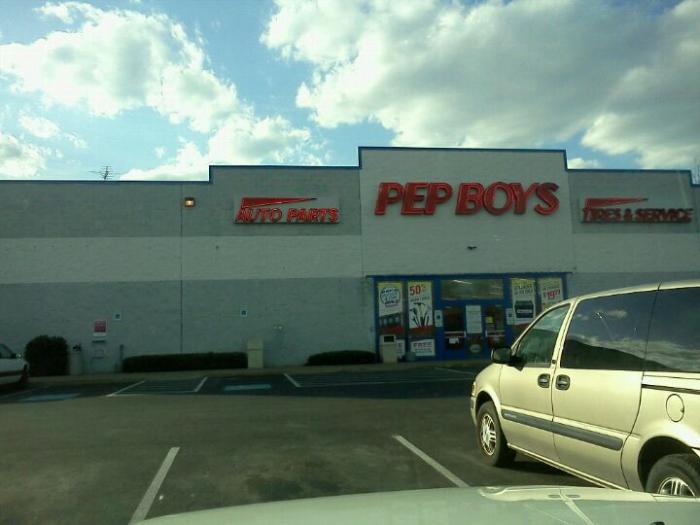 AUTO PARTS
PEP BOYS
TIRES & SERVICE
50%
FREE